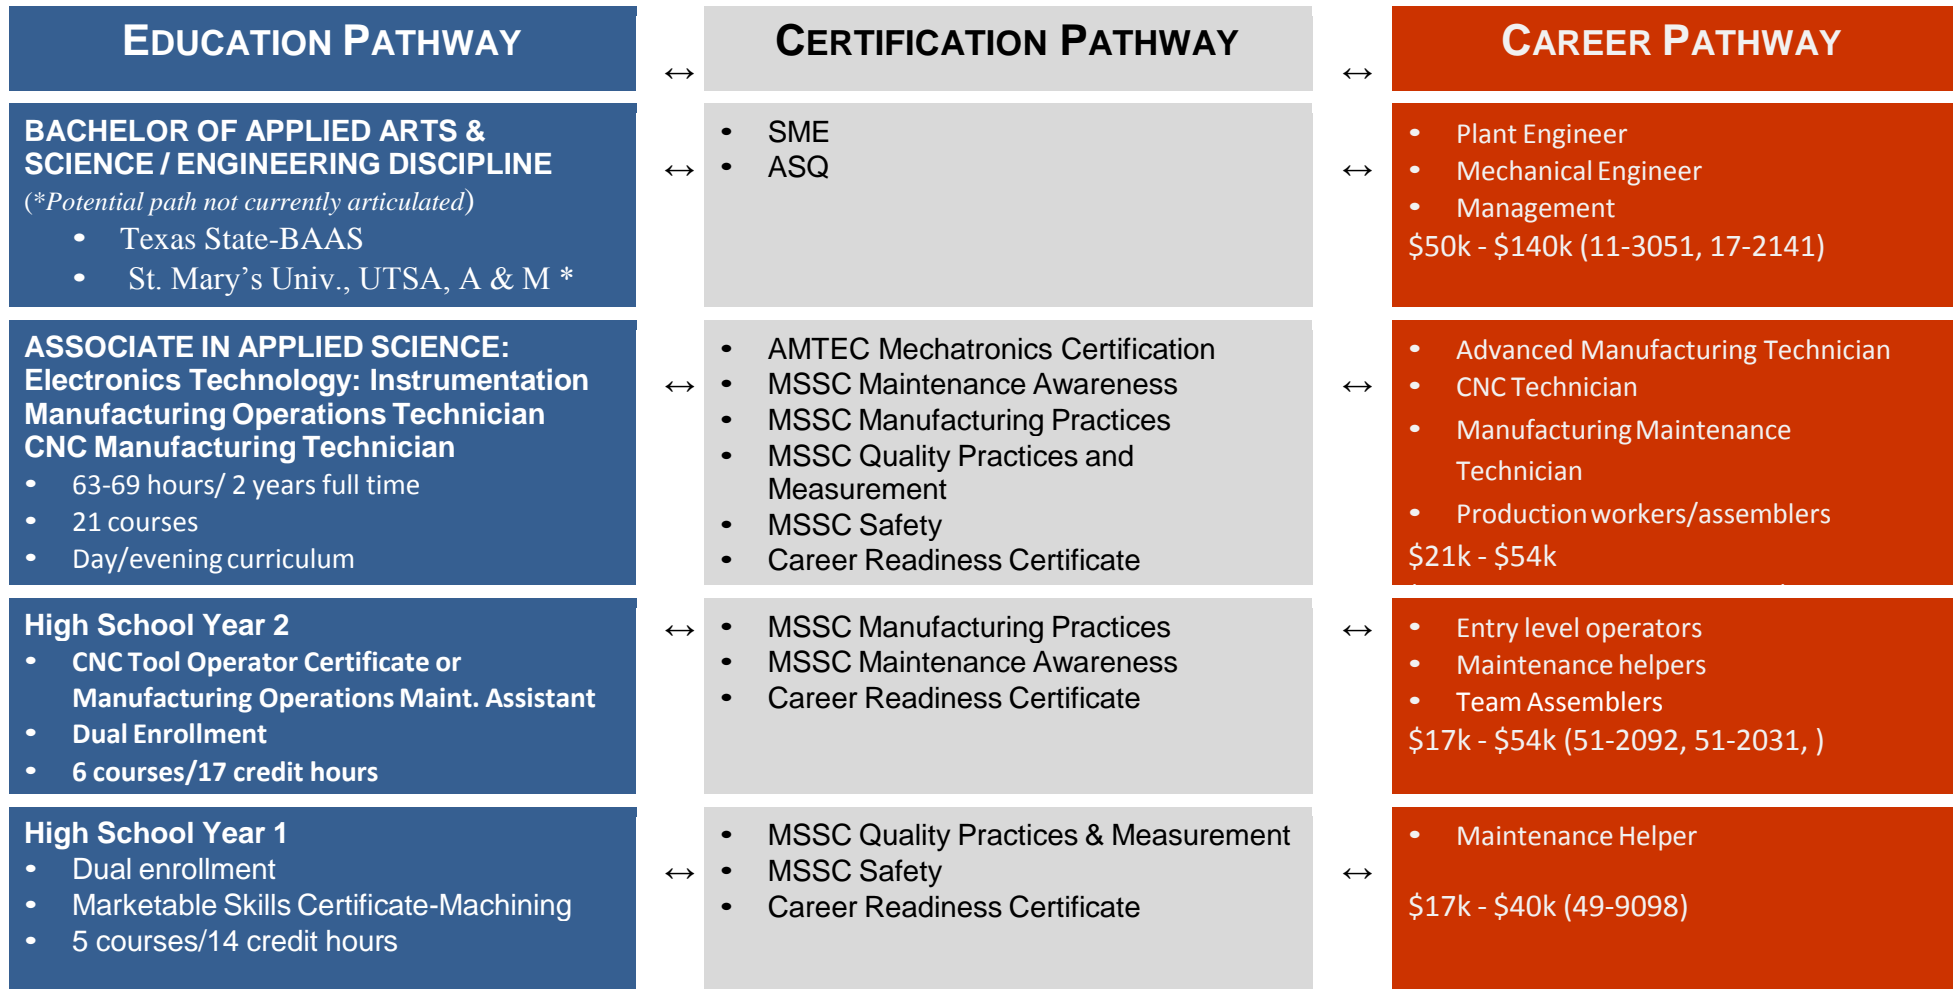 EDUCATION PATHWAY
↔
CERTIFICATION PATHWAY
↔
CAREER PATHWAY
BACHELOR OF APPLIED ARTS &
SCIENCE / ENGINEERING DISCIPLINE
(*Potential path not currently articulated)
• Texas State-BAAS
• St. Mary's Univ., UTSA, A & M *
↔
• SME
• ASQ
↔
• Plant Engineer
• Mechanical Engineer
• Management
$50k - $140k (11-3051, 17-2141)
ASSOCIATE IN APPLIED SCIENCE:
Electronics Technology: Instrumentation
Manufacturing Operations Technician
CNC Manufacturing Technician
• 63-69 hours/ 2 years full time
• 21 courses
• Day/evening curriculum
↔
• AMTEC Mechatronics Certification
• MSSC Maintenance Awareness
• MSSC Manufacturing Practices
• MSSC Quality Practices and
Measurement
• MSSC Safety
• Career Readiness Certificate
↔
• Advanced Manufacturing Technician
• CNC Technician
• Manufacturing Maintenance
Technician
• Production workers/assemblers
$21k - $54k
High School Year 2
• CNC Tool Operator Certificate or
Manufacturing Operations Maint. Assistant
• Dual Enrollment
• 6 courses/17 credit hours
↔
• MSSC Manufacturing Practices
• MSSC Maintenance Awareness
• Career Readiness Certificate
↔
• Entry level operators
• Maintenance helpers
• Team Assemblers
$17k - $54k (51-2092, 51-2031, )
High School Year 1
• Dual enrollment
• Marketable Skills Certificate-Machining
• 5 courses/14 credit hours
↔
• MSSC Quality Practices & Measurement
• MSSC Safety
• Career Readiness Certificate
↔
• Maintenance Helper
$17k - $40k (49-9098)